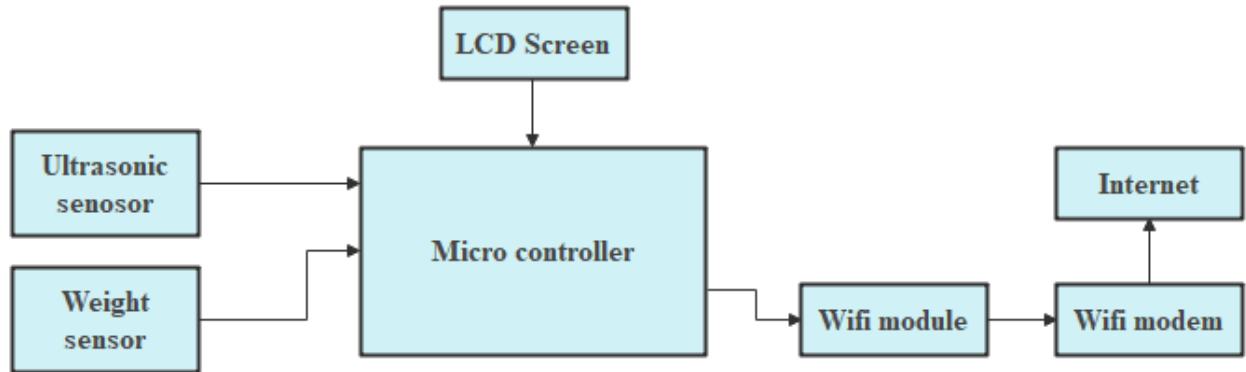 LCD Screen
Ultrasonic
senosor
Micro controller
Internet
Weight
sensor
Wifi module
Wifi modem